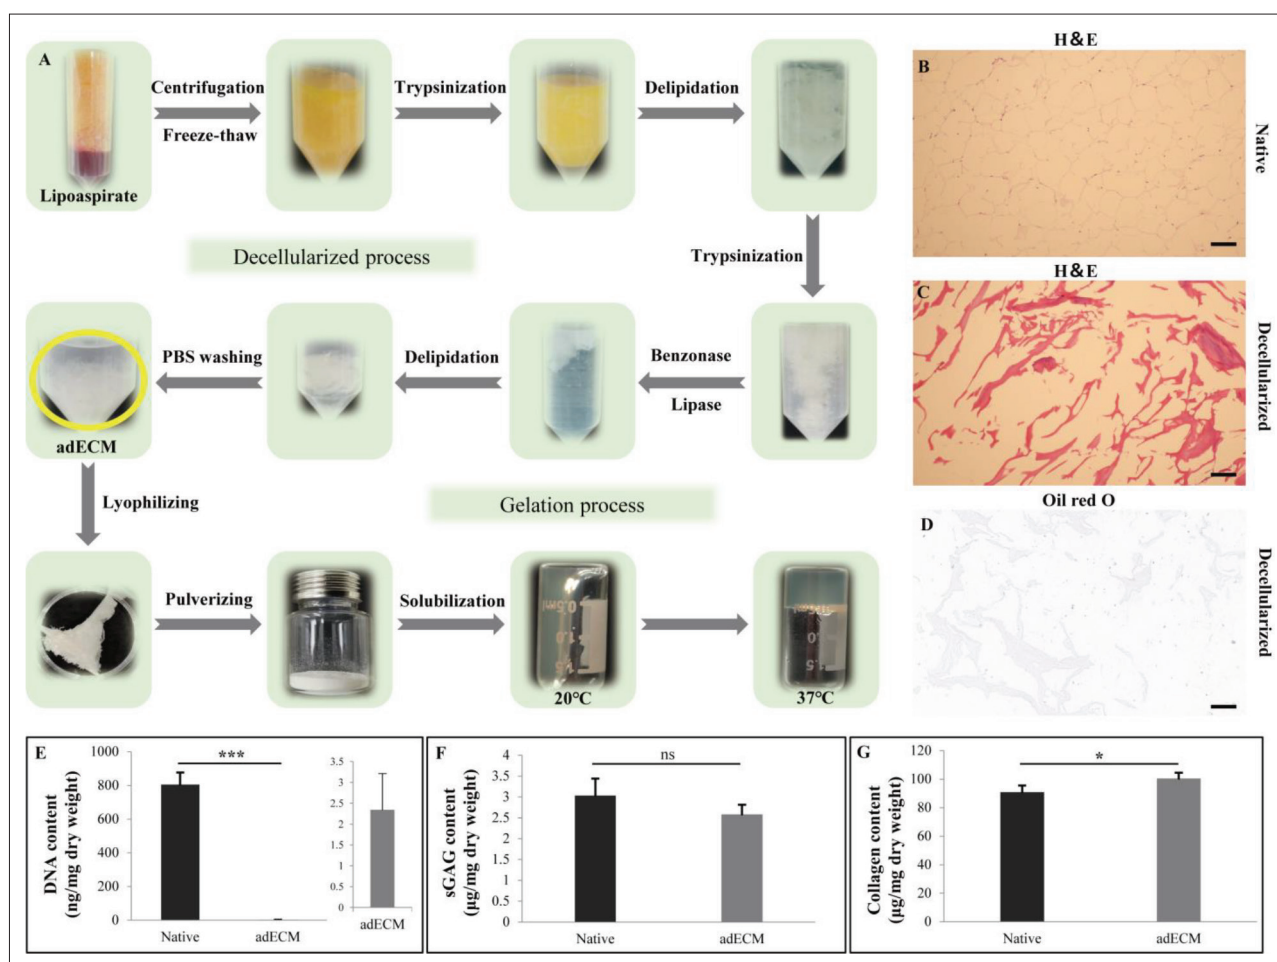 A
Lipoaspirate
Centrifugation
Freeze-thaw
Trypsinization
Delipidation
Decellularized process
Trypsinization
adECM
PBS washing
Delipidation
Benzonase
Lipase
Lyophilizing
Gelation process
Pulverizing
Solubilization
20°C
37°C
H&E
B
Native
H&E
C
Decellularized
Oil red O
D
Decellularized
E
DNA content
(ng/mg dry weight)
1000
800
600
400
200
0
***
Native
adECM
3.5
3
2.5
2
1.5
1
0.5
0
adECM
F
sGAG content
(μg/mg dry weight)
4
3.5
3
2.5
2
1.5
1
0.5
0
ns
Native
adECM
G
Collagen content
(μg/mg dry weight)
120
100
80
60
40
20
0
*
Native
adECM